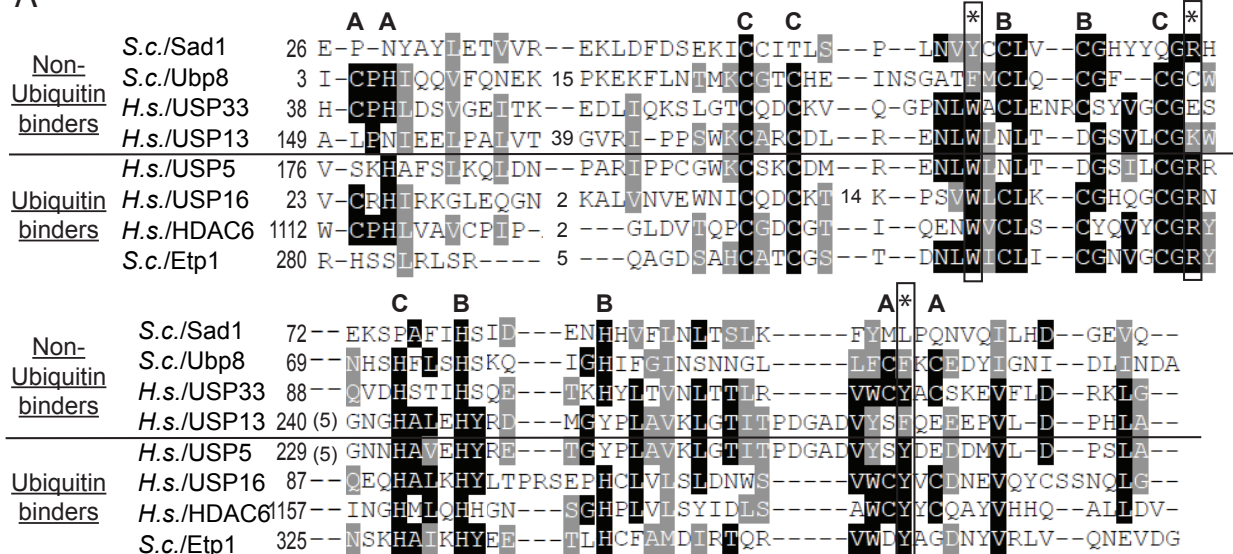 A
A A C C * B B C *
Non-Ubiquitin binders
S.c./Sad1 26 E-P-NYAYLETVVR--EKLDFDSEKICCITLS--P--LNVYCCLV--CGHYYQGRH
S.c./Ubp8 3 I-CPHIQQVFQNEK 15 PKEKFLNTMKCGTCHE--INSGATFMCLQ--CGF--CGCW
H.s./USP33 38 H-CPHLDSVGEITK--EDLIQKSLGTCQDCKV--Q-GPNLWACLENRCSYVGCGES
H.s./USP13 149 A-LPNIEELPALVT 39 GVRI-PPSWKCARCDL--R--ENLWLNLT--DGSVLCGKW
Ubiquitin binders
H.s./USP5 176 V-SKHAFSLKQLDN--PARIPPCGWKCSKCDM--R--ENLWLNLT--DGSILCGRR
H.s./USP16 23 V-CRHIRKGLEQGN 2 KALVNVEWNICQDCKT 14 K--PSVWLCLK--CGHQGCGRN
H.s./HDAC6 1112 W-CPHLVAVCPIP- 2 ---GLDVTQPCGDCGT--I--QENWVCLS--CYQVYCGRY
S.c./Etp1 280 R-HSSLRLSR---- 5 ---QAGDSAHCATCGS--T--DNLWICLI--CGNVGCGRY
C B B A * A
Non-Ubiquitin binders
S.c./Sad1 72-- EKSPAFIHSID---ENHHVFLNLTSLK-----FYMLPQNVQILHD--GEVQ--
S.c./Ubp8 69-- NHSHFLSHSKQ---IGHIFGINSNNGL-----LFCFKCEDYIGNI--DLINDA
H.s./USP33 88-- QVDHSTIHSQE---TKHYLTVNLTTLR-----VWCYACSKEVFLD--RKLG--
H.s./USP13 240 (5) GNGHALEHYRD---MGYPLAVKLGTITPDGADVYSFQEEEPVL-D--PHLA--
Ubiquitin binders
H.s./USP5 229 (5) GNNHAVEHYRE---TGYPLAVKLGTITPDGADVYSYDEDDMVL-D--PSLA--
H.s./USP16 87-- QEQHALKHYLTPRSEPHCLVLSLDNWS-----VWCYVCDNEVQYCSSNQLG--
H.s./HDAC6 1157-- INGHMLQHHGN---SGHPLVLSYIDLS-----AWCYYCQAYVHHQ--ALLDV-
S.c./Etp1 325-- NSKHAIKHYEE---TLHCFAMDIRTQR-----VWDYAGDNYVRLV--QNEVDG